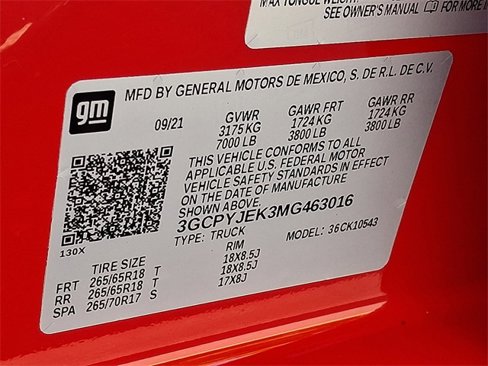 MAX TONGUE WEIGHT
SEE OWNER'S MANUAL FOR MORE
gm
MFD BY GENERAL MOTORS DE MEXICO, S. DE R.L. DE C.V.
09/21 GVWR GAWR FRT GAWR RR
3175 KG 1724 KG 1724 KG
7000 LB 3800 LB 3800 LB
THIS VEHICLE CONFORMS TO ALL
APPLICABLE U.S. FEDERAL MOTOR
VEHICLE SAFETY STANDARDS IN EFFECT
ON THE DATE OF MANUFACTURE
SHOWN ABOVE
3GCPYJEK3MG463016
TYPE: TRUCK MODEL: 36CK10543
130X
TIRE SIZE RIM
FRT 265/65R18 T 18X8.5J
RR 265/65R18 T 18X8.5J
SPA 265/70R17 S 17X8J